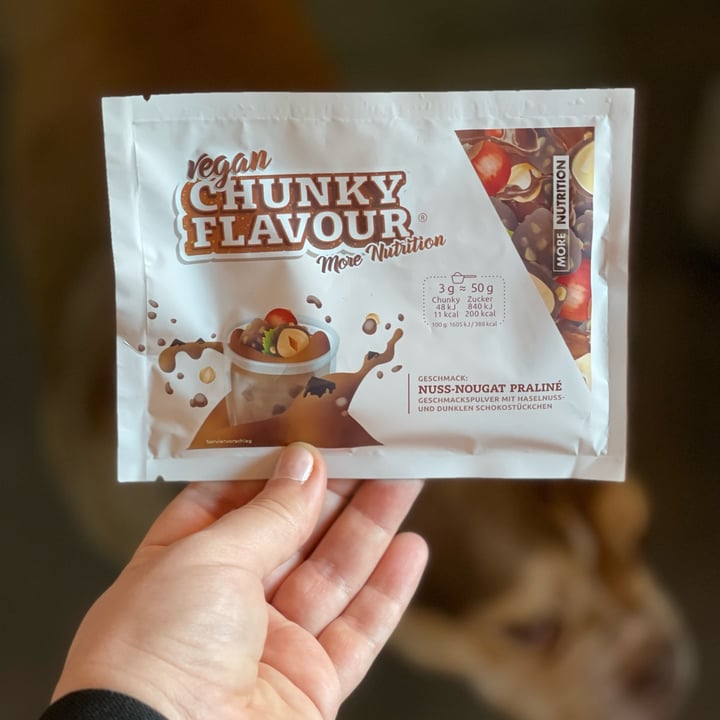 vegan
CHUNKY
FLAVOUR®
More Nutrition
MORE NUTRITION
3 g ≈ 50 g
Chunky Zucker
48 kJ 840 kJ
11 kcal 200 kcal
100 g: 1605 kJ / 388 kcal
GESCHMACK:
NUSS-NOUGAT PRALINÉ
GESCHMACKSPULVER MIT HASELNUSS-
UND DUNKLEN SCHOKOSTÜCKCHEN
Serviervorschlag